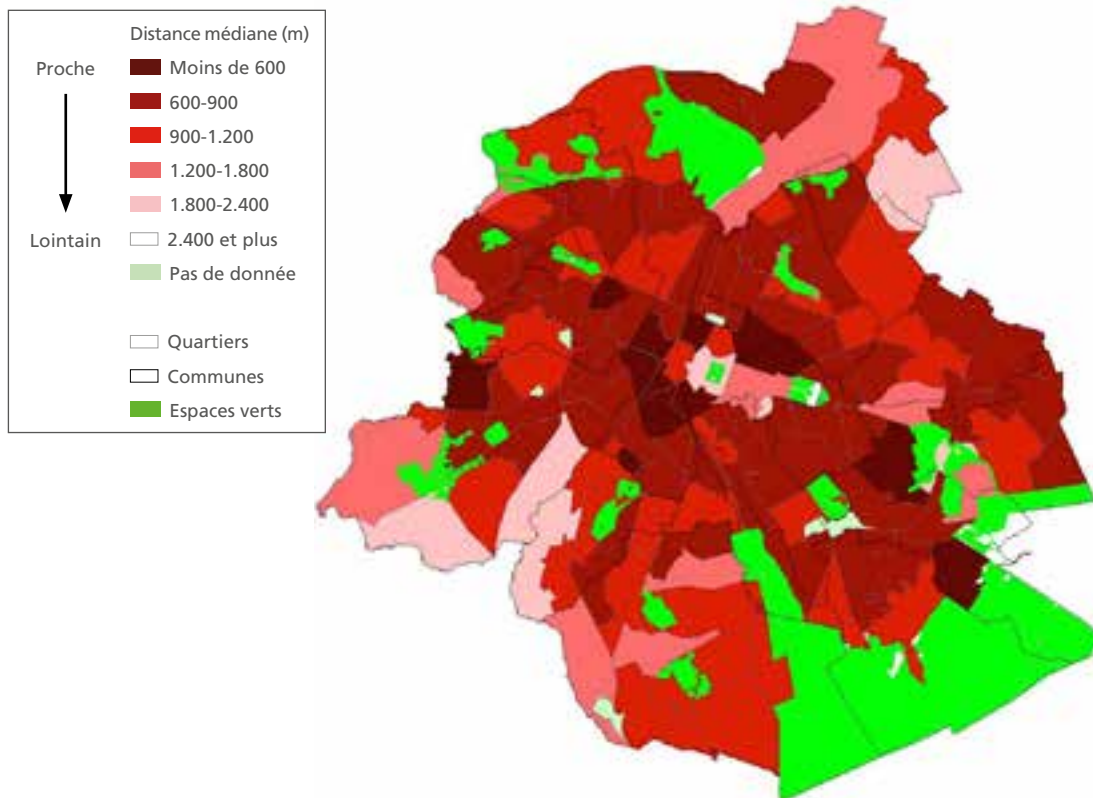 Distance médiane (m)
Proche
Moins de 600
600-900
900-1.200
1.200-1.800
1.800-2.400
Lointain
2.400 et plus
Pas de donnée
Quartiers
Communes
Espaces verts